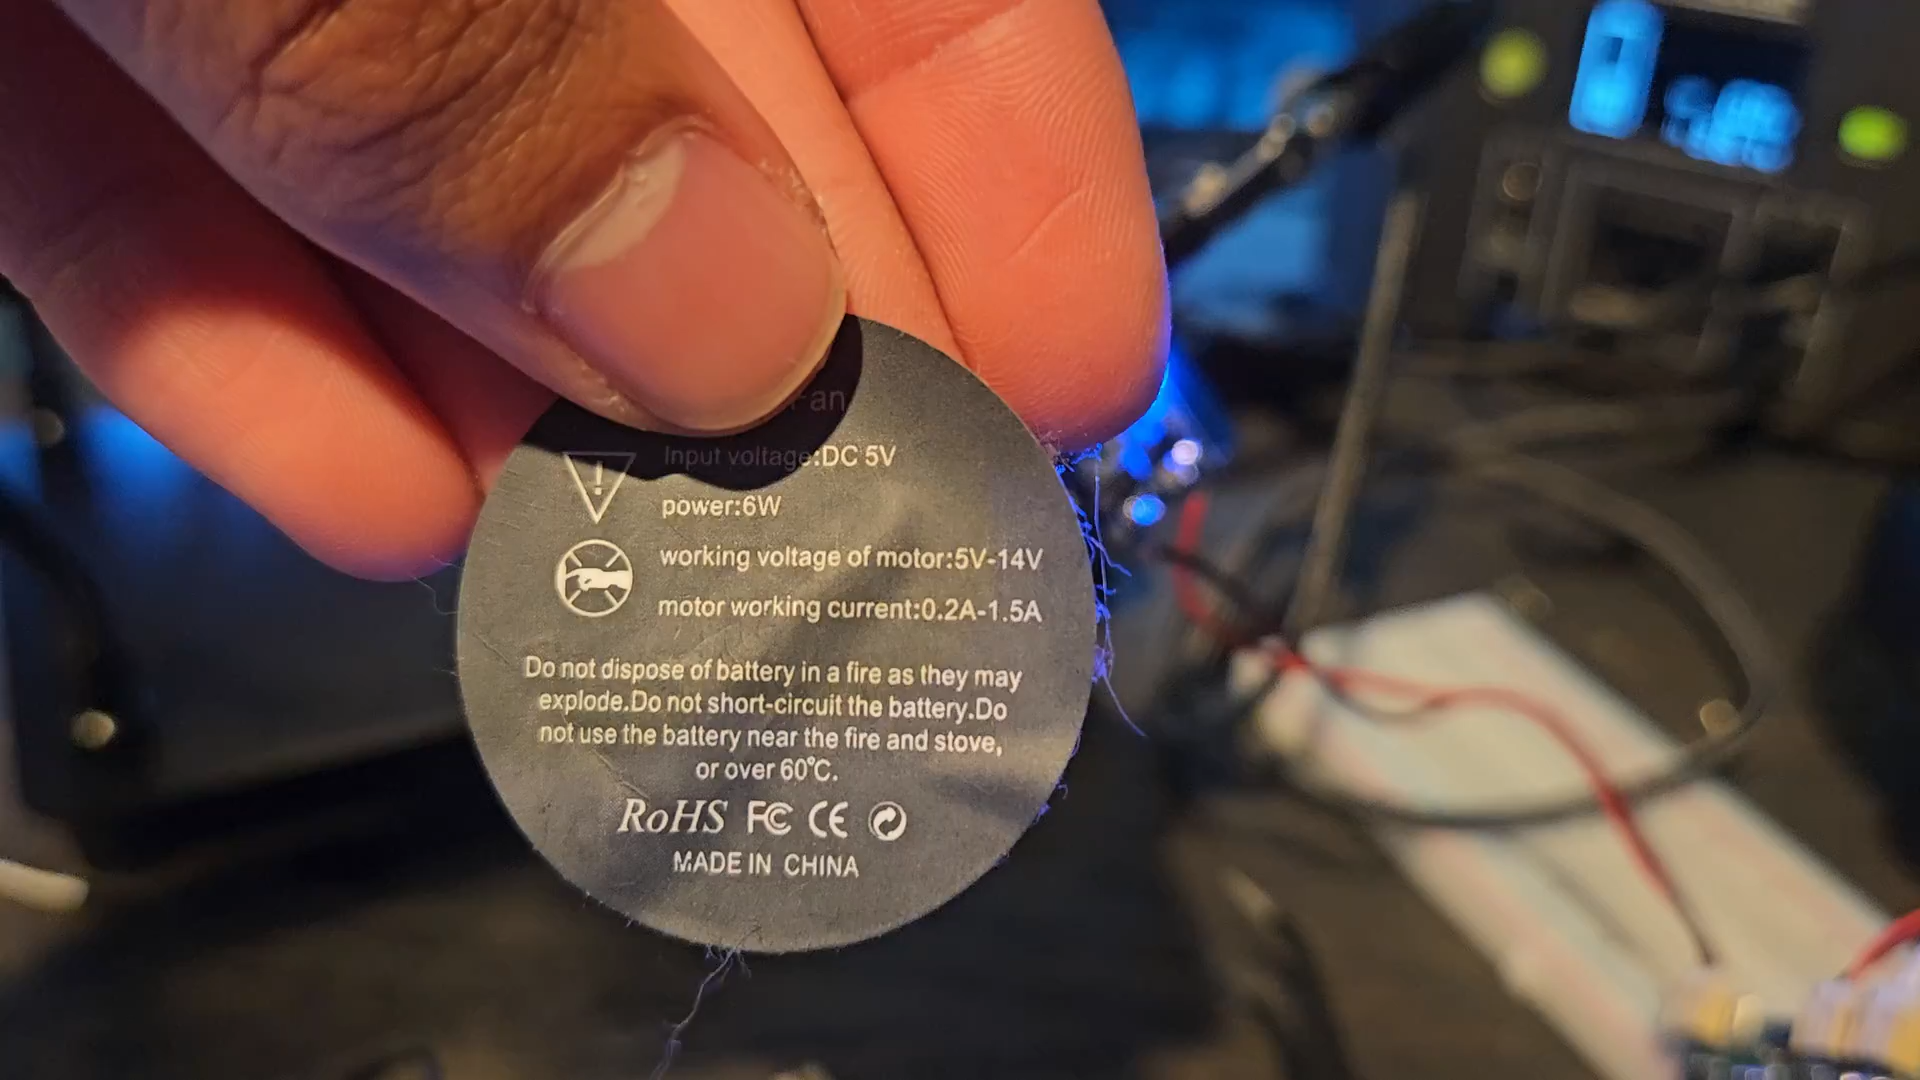 Fan
Input voltage:DC 5V
power:6W
working voltage of motor:5V-14V
motor working current:0.2A-1.5A
Do not dispose of battery in a fire as they may
explode.Do not short-circuit the battery.Do
not use the battery near the fire and stove,
or over 60℃.
RoHS FC CE
MADE IN CHINA